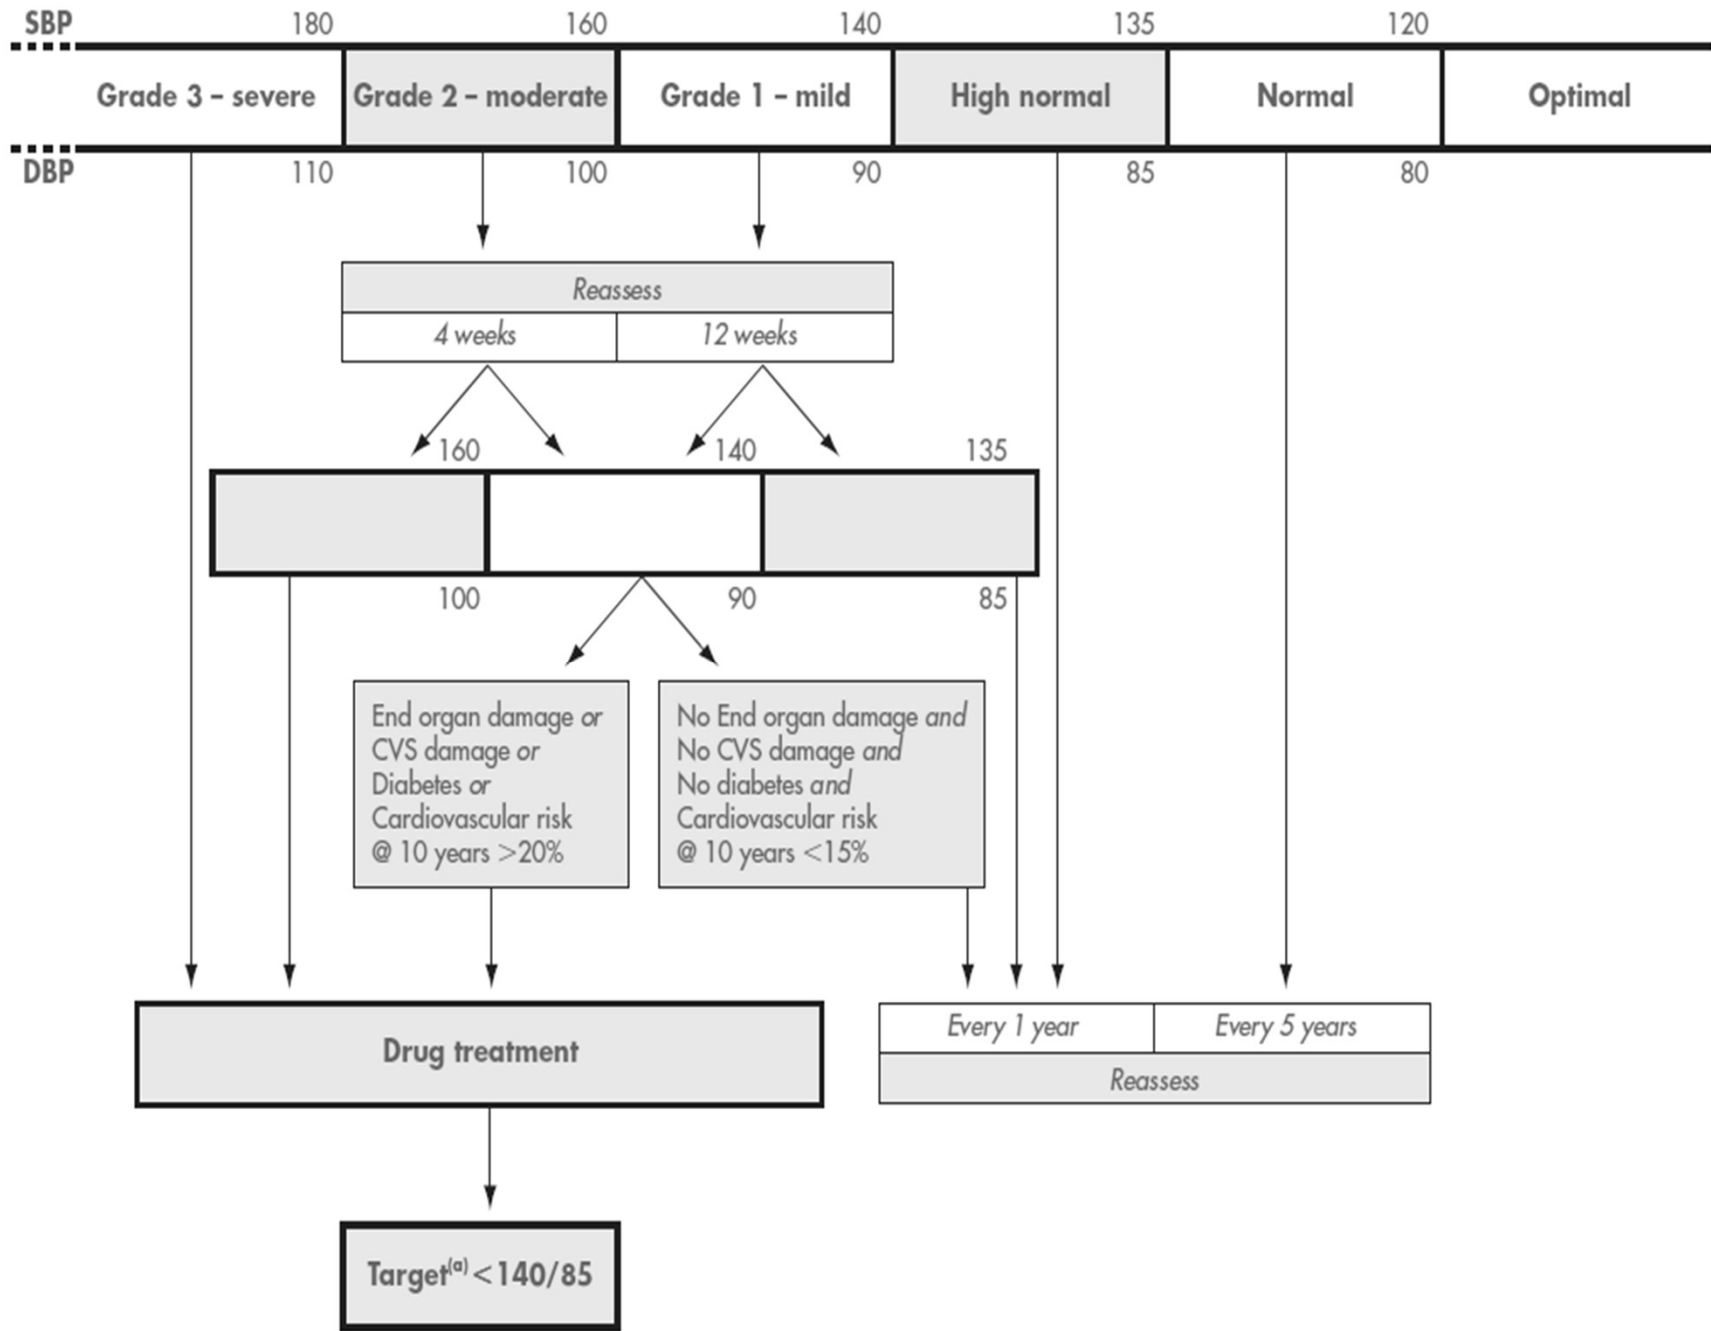 SBP 180 160 140 135 120
Grade 3 – severe Grade 2 – moderate Grade 1 – mild High normal Normal Optimal
DBP 110 100 90 85 80
Reassess
4 weeks 12 weeks
160 140 135
100 90 85
End organ damage or
CVS damage or
Diabetes or
Cardiovascular risk
@ 10 years >20%
No End organ damage and
No CVS damage and
No diabetes and
Cardiovascular risk
@ 10 years <15%
Drug treatment
Every 1 year Every 5 years
Reassess
Target(a) <140/85